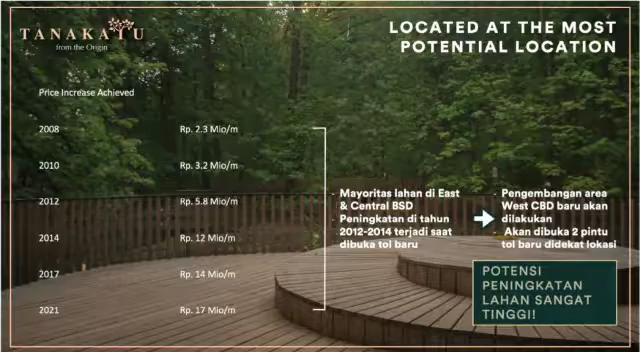 TANAKAYU
from the Origin
LOCATED AT THE MOST
POTENTIAL LOCATION
Price Increase Achieved
2008 Rp. 2.3 Mio/m
2010 Rp. 3.2 Mio/m
2012 Rp. 5.8 Mio/m
2014 Rp. 12 Mio/m
2017 Rp. 14 Mio/m
2021 Rp. 17 Mio/m
- Mayoritas lahan di East
& Central BSD
- Peningkatan di tahun
2012-2014 terjadi saat
dibuka tol baru
- Pengembangan area
West CBD baru akan
dilakukan
- Akan dibuka 2 pintu
tol baru didekat lokasi
POTENSI
PENINGKATAN
LAHAN SANGAT
TINGGI!